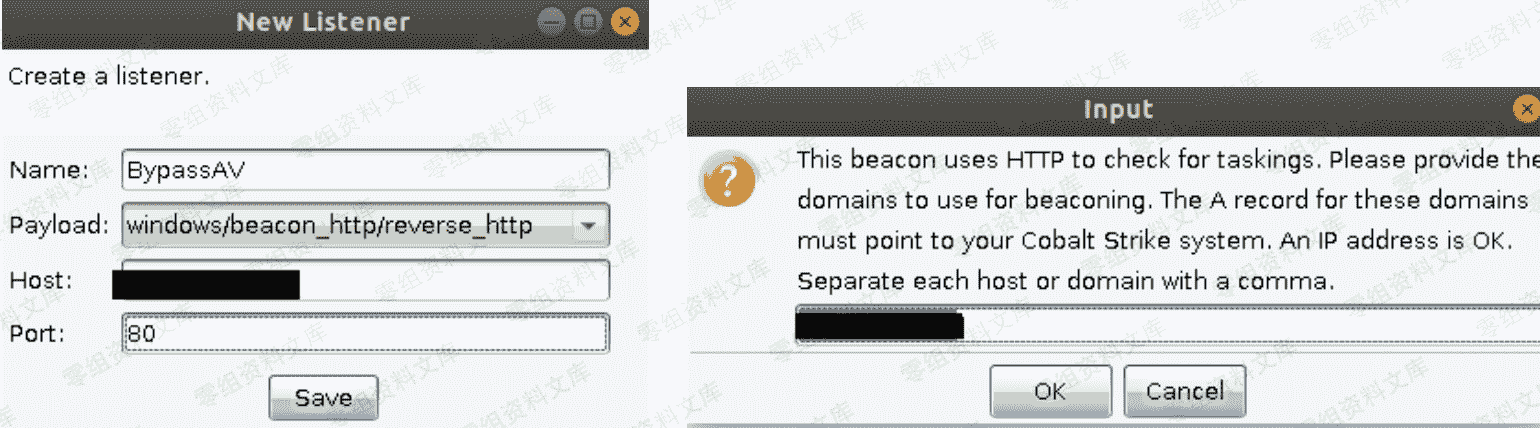 New Listener
Create a listener.
Name: BypassAV
Payload: windows/beacon_http/reverse_http
Host:
Port: 80
Save
Input
This beacon uses HTTP to check for taskings. Please provide the
domains to use for beaconing. The A record for these domains
must point to your Cobalt Strike system. An IP address is OK.
Separate each host or domain with a comma.
OK Cancel
零组资料文库